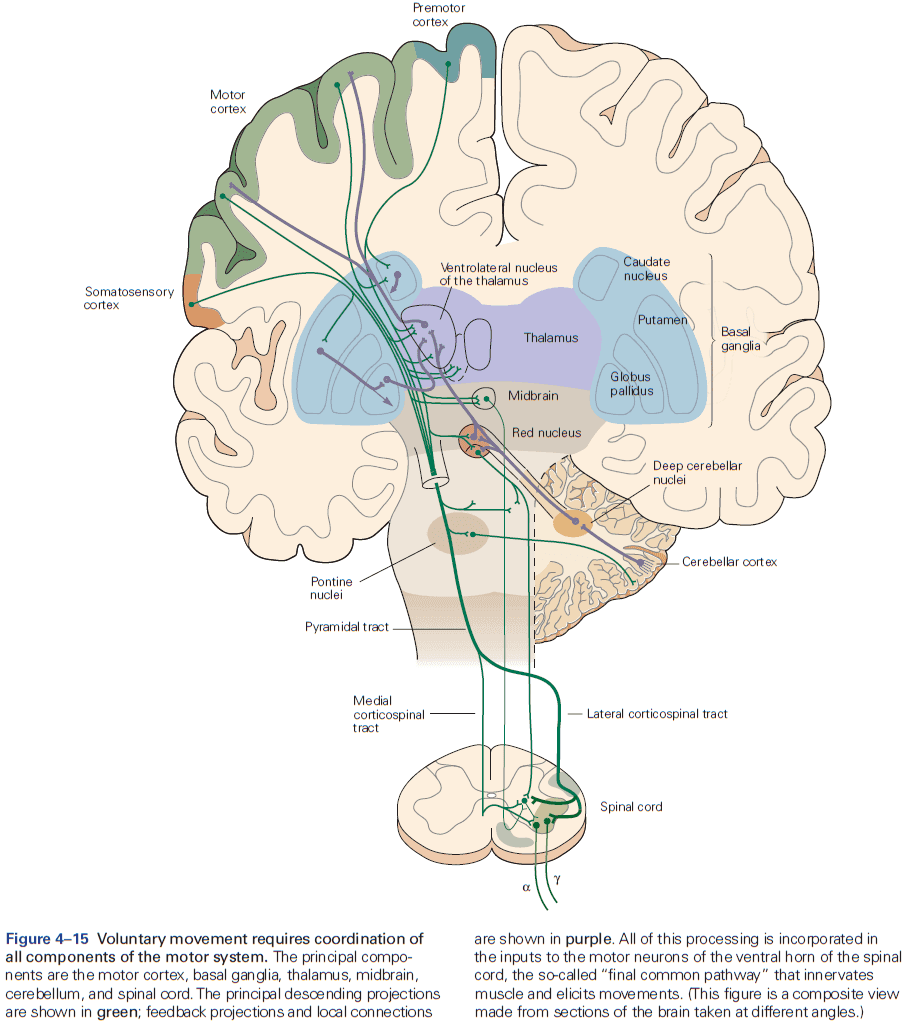 Premotor
cortex
Motor
cortex
Somatosensory
cortex
Ventrolateral nucleus
of the thalamus
Caudate
nucleus
Putamen
Basal
ganglia
Thalamus
Globus
pallidus
Midbrain
Red nucleus
Deep cerebellar
nuclei
Cerebellar cortex
Pontine
nuclei
Pyramidal tract
Medial
corticospinal
tract
Lateral corticospinal tract
Spinal cord
α
γ
Figure 4–15 Voluntary movement requires coordination of
all components of the motor system. The principal compo-
nents are the motor cortex, basal ganglia, thalamus, midbrain,
cerebellum, and spinal cord. The principal descending projections
are shown in green; feedback projections and local connections
are shown in purple. All of this processing is incorporated in
the inputs to the motor neurons of the ventral horn of the spinal
cord, the so-called “final common pathway” that innervates
muscle and elicits movements. (This figure is a composite view
made from sections of the brain taken at different angles.)